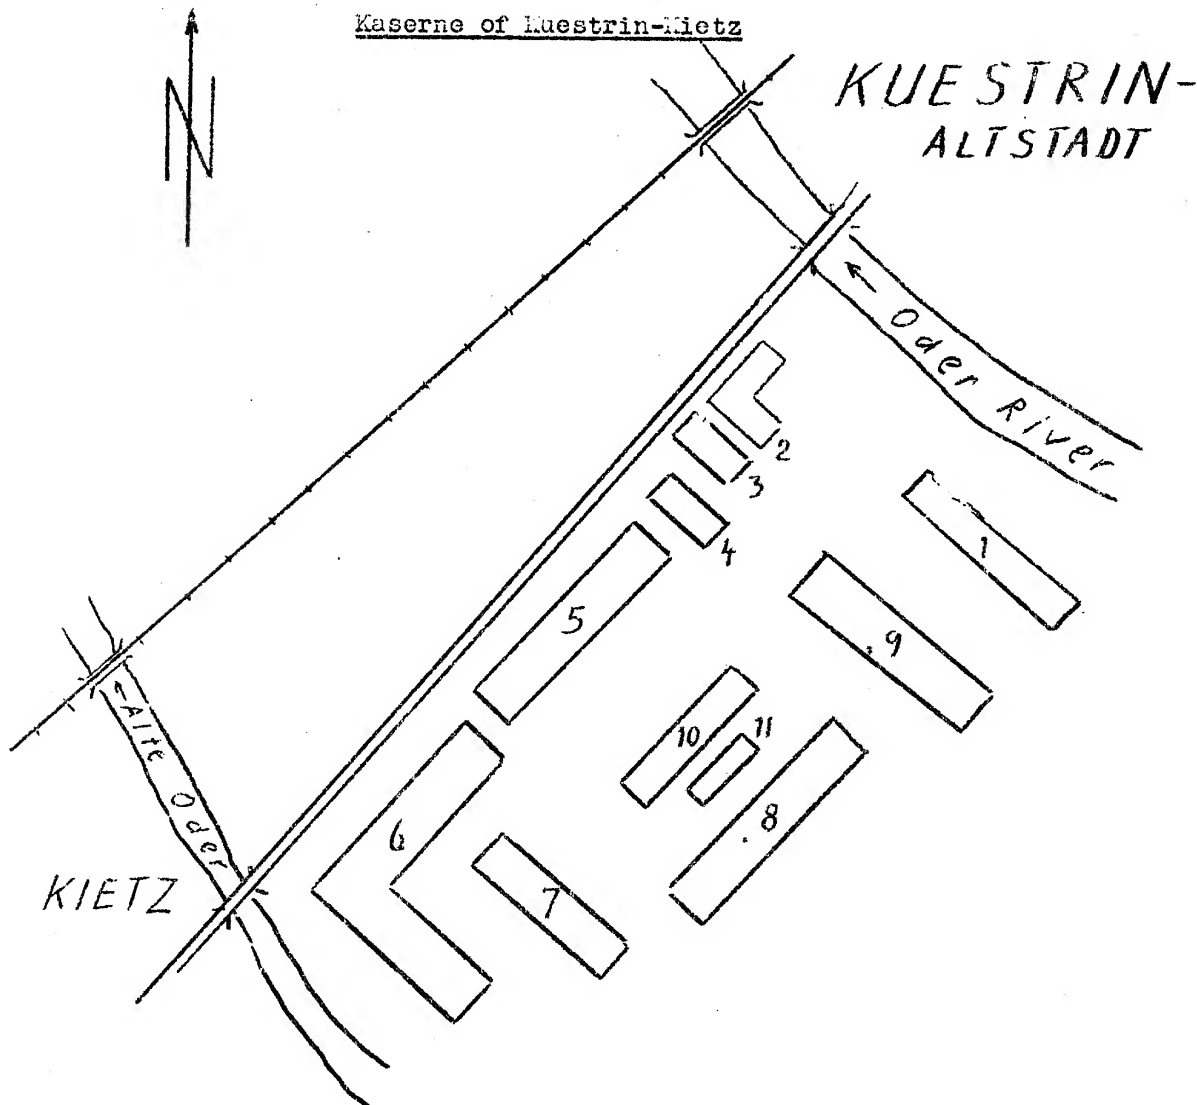 Kaserne of Kuestrin-Kietz
N
KUESTRIN-
ALTSTADT
Oder River
2
3
4
1
5
9
10
11
8
6
7
Alte Oder
KIETZ